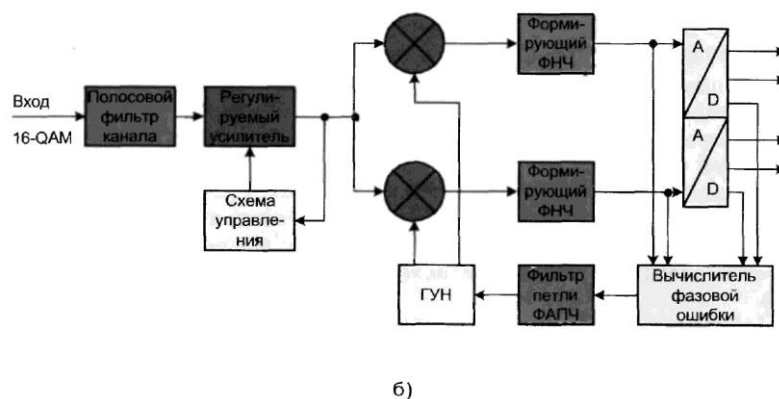 Вход
16-QAM
Полосовой
фильтр
канала
Регули-
руемый
усилитель
Схема
управле-
ния
Форми-
рующий
ФНЧ
Форми-
рующий
ФНЧ
A
D
A
D
ГУН
Фильтр
петли
ФАПЧ
Вычислитель
фазовой
ошибки
б)